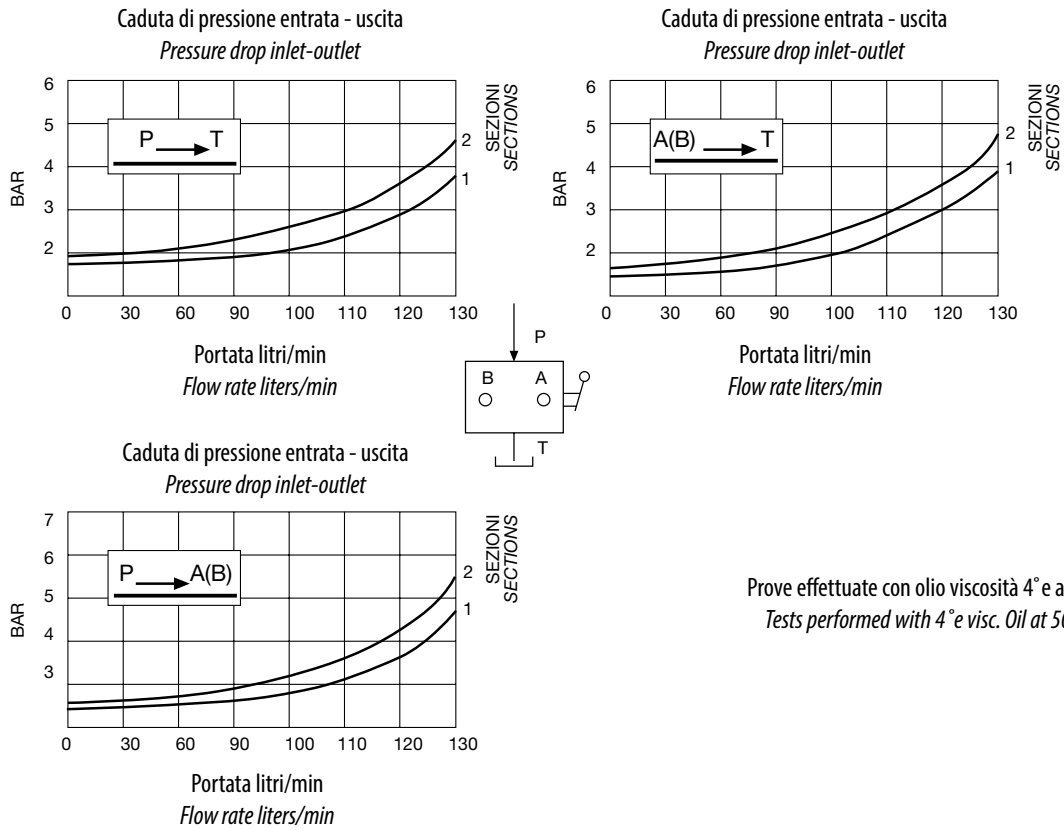 Caduta di pressione entrata - uscita
Pressure drop inlet-outlet
6
5
4
3
2
BAR
P T
2
1
SEZIONI
SECTIONS
0 30 60 90 100 110 120 130
Portata litri/min
Flow rate liters/min
Caduta di pressione entrata - uscita
Pressure drop inlet-outlet
6
5
4
3
2
BAR
A(B) T
2
1
SEZIONI
SECTIONS
0 30 60 90 100 110 120 130
Portata litri/min
Flow rate liters/min
P
B A
T
Caduta di pressione entrata - uscita
Pressure drop inlet-outlet
7
6
5
4
3
BAR
P A(B)
2
1
SEZIONI
SECTIONS
0 30 60 90 100 110 120 130
Portata litri/min
Flow rate liters/min
Prove effettuate con olio viscosità 4°e a
Tests performed with 4°e visc. Oil at